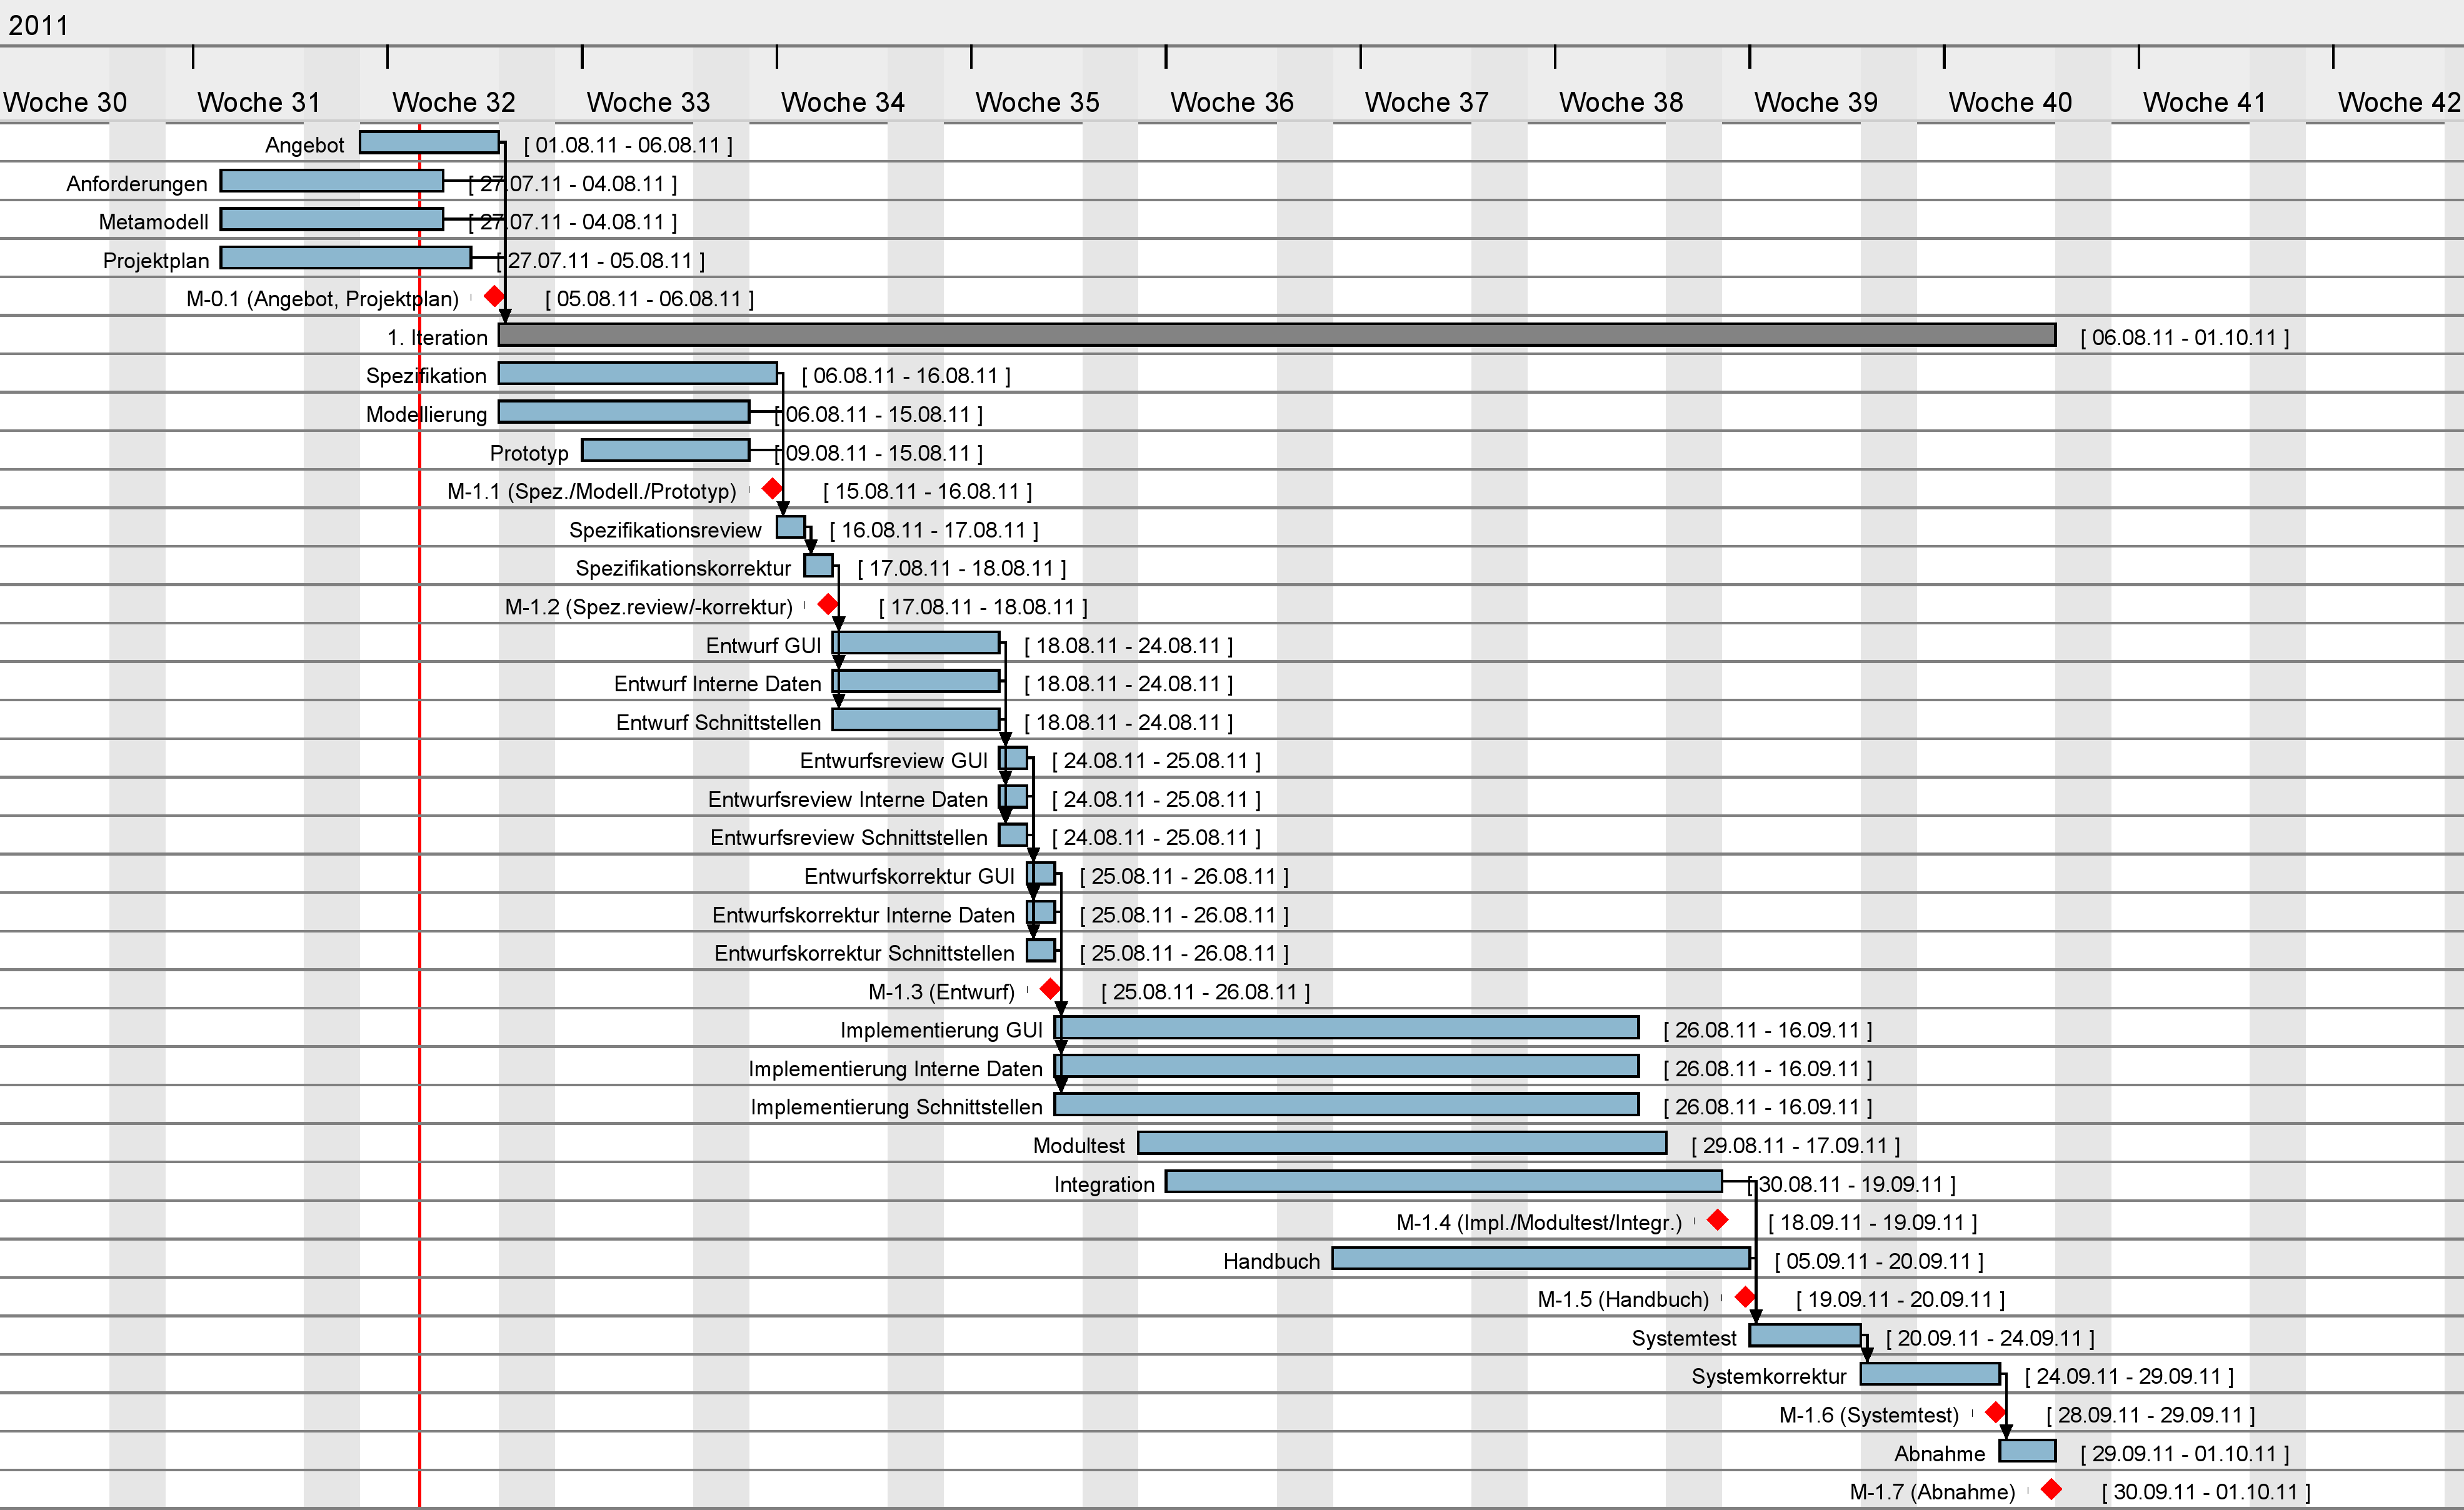 2011
Woche 30 Woche 31 Woche 32 Woche 33 Woche 34 Woche 35 Woche 36 Woche 37 Woche 38 Woche 39 Woche 40 Woche 41 Woche 42
Angebot [ 01.08.11 - 06.08.11 ]
Anforderungen [ 27.07.11 - 04.08.11 ]
Metamodell [ 27.07.11 - 04.08.11 ]
Projektplan [ 27.07.11 - 05.08.11 ]
M-0.1 (Angebot, Projektplan) [ 05.08.11 - 06.08.11 ]
1. Iteration [ 06.08.11 - 01.10.11 ]
Spezifikation [ 06.08.11 - 16.08.11 ]
Modellierung [ 06.08.11 - 15.08.11 ]
Prototyp [ 09.08.11 - 15.08.11 ]
M-1.1 (Spez./Modell./Prototyp) [ 15.08.11 - 16.08.11 ]
Spezifikationsreview [ 16.08.11 - 17.08.11 ]
Spezifikationskorrektur [ 17.08.11 - 18.08.11 ]
M-1.2 (Spez.review/-korrektur) [ 17.08.11 - 18.08.11 ]
Entwurf GUI [ 18.08.11 - 24.08.11 ]
Entwurf Interne Daten [ 18.08.11 - 24.08.11 ]
Entwurf Schnittstellen [ 18.08.11 - 24.08.11 ]
Entwurfsreview GUI [ 24.08.11 - 25.08.11 ]
Entwurfsreview Interne Daten [ 24.08.11 - 25.08.11 ]
Entwurfsreview Schnittstellen [ 24.08.11 - 25.08.11 ]
Entwurfskorrektur GUI [ 25.08.11 - 26.08.11 ]
Entwurfskorrektur Interne Daten [ 25.08.11 - 26.08.11 ]
Entwurfskorrektur Schnittstellen [ 25.08.11 - 26.08.11 ]
M-1.3 (Entwurf) [ 25.08.11 - 26.08.11 ]
Implementierung GUI [ 26.08.11 - 16.09.11 ]
Implementierung Interne Daten [ 26.08.11 - 16.09.11 ]
Implementierung Schnittstellen [ 26.08.11 - 16.09.11 ]
Modultest [ 29.08.11 - 17.09.11 ]
Integration [ 30.08.11 - 19.09.11 ]
M-1.4 (Impl./Modultest/Integr.) [ 18.09.11 - 19.09.11 ]
Handbuch [ 05.09.11 - 20.09.11 ]
M-1.5 (Handbuch) [ 19.09.11 - 20.09.11 ]
Systemtest [ 20.09.11 - 24.09.11 ]
Systemkorrektur [ 24.09.11 - 29.09.11 ]
M-1.6 (Systemtest) [ 28.09.11 - 29.09.11 ]
Abnahme [ 29.09.11 - 01.10.11 ]
M-1.7 (Abnahme) [ 30.09.11 - 01.10.11 ]